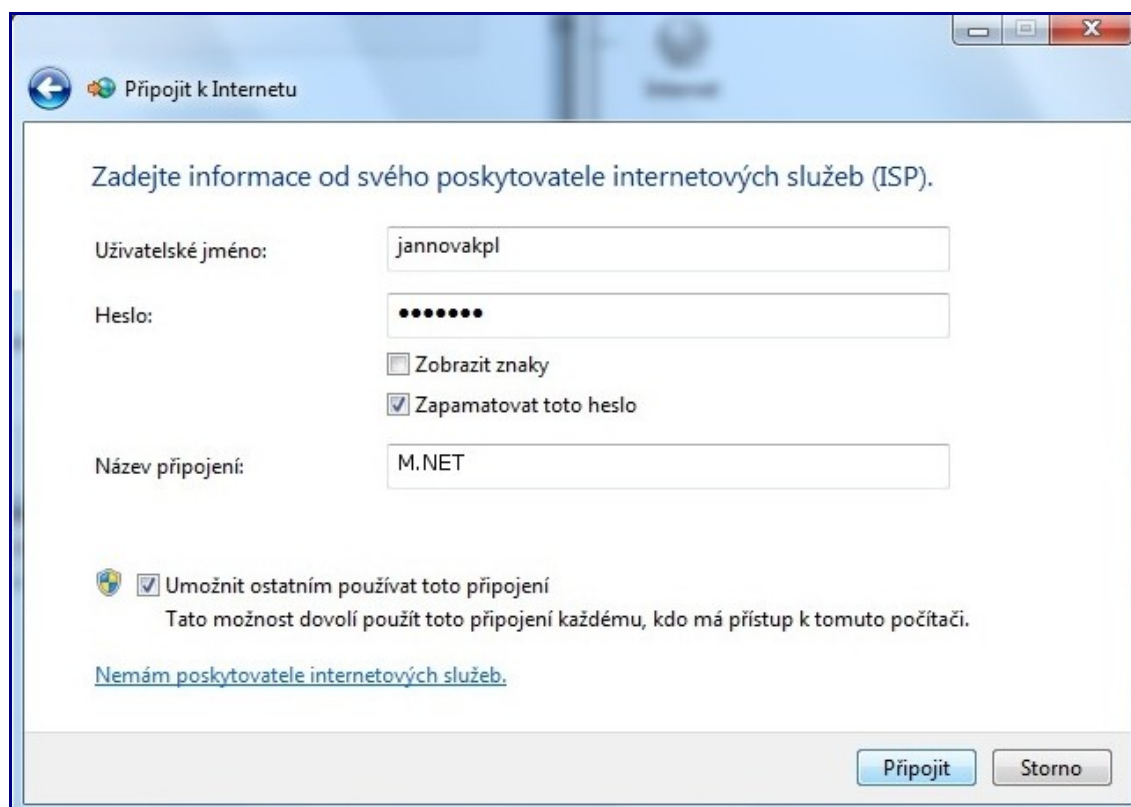 Připojit k Internetu
Zadejte informace od svého poskytovatele internetových služeb (ISP).
Uživatelské jméno:
jannovakpl
Heslo:
•••••••
Zobrazit znaky
Zapamatovat toto heslo
Název připojení:
M.NET
Umožnit ostatním používat toto připojení
Tato možnost dovolí použít toto připojení každému, kdo má přístup k tomuto počítači.
Nemám poskytovatele internetových služeb.
Připojit
Storno